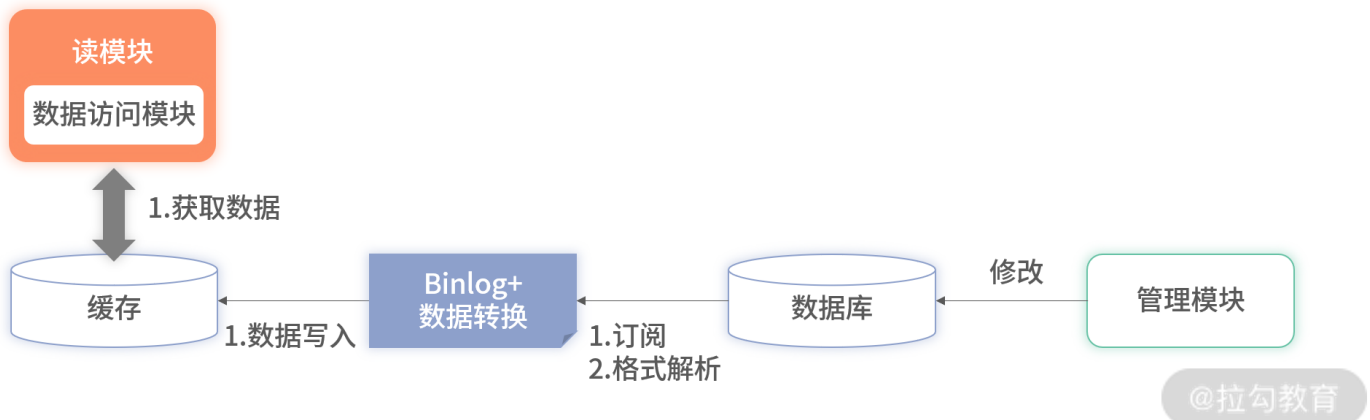 读模块
数据访问模块
1.获取数据
缓存
1.数据写入
Binlog+
数据转换
1.订阅
2.格式解析
数据库
修改
管理模块
@拉勾教育